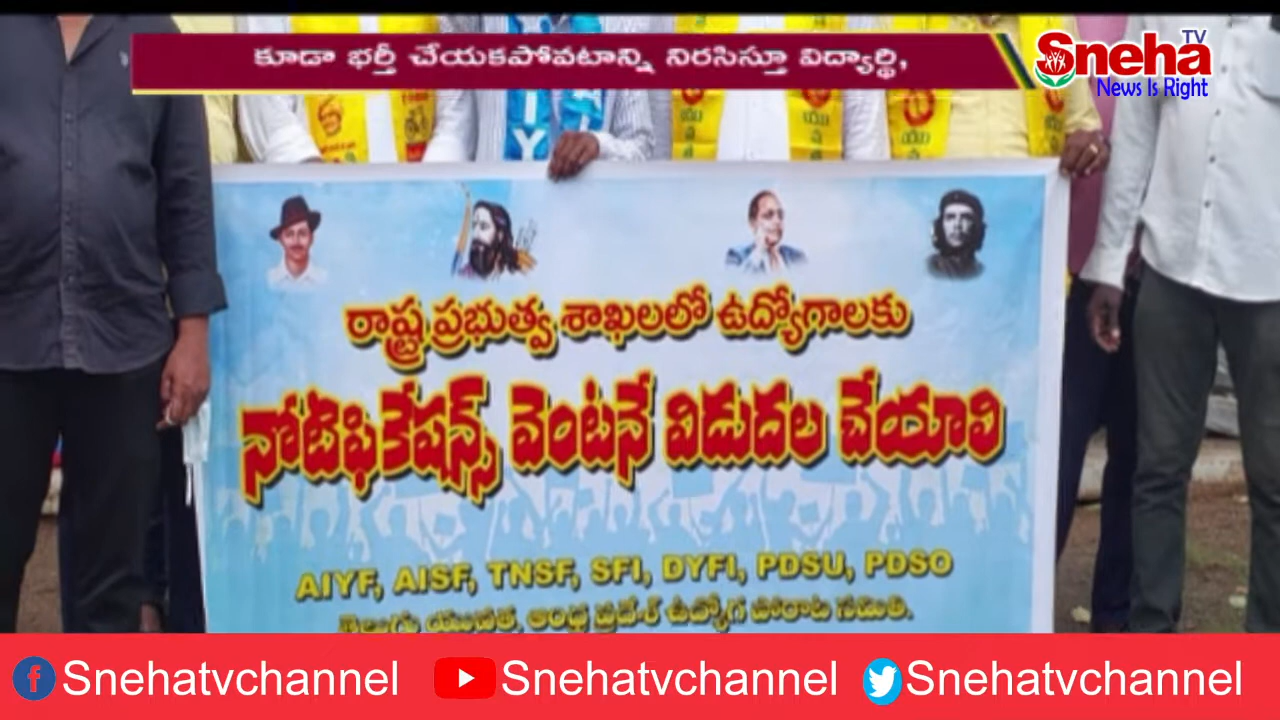 కూడా భర్తీ చేయకపోవటాన్ని నిరసిస్తూ విద్యార్థి,
Sneha TV
News Is Right
రాష్ట్ర ప్రభుత్వ శాఖలలో ఉద్యోగాలకు
నోటిఫికేషన్స్ వెంటనే విడుదల చేయాలి
AIYF, AISF, TNSF, SFI, DYFI, PDSU, PDSO
తెలుగు యువత, ఆంధ్ర ప్రదేశ్ ఉద్యోగ పోరాట సమితి.
Snehatvchannel Snehatvchannel Snehatvchannel